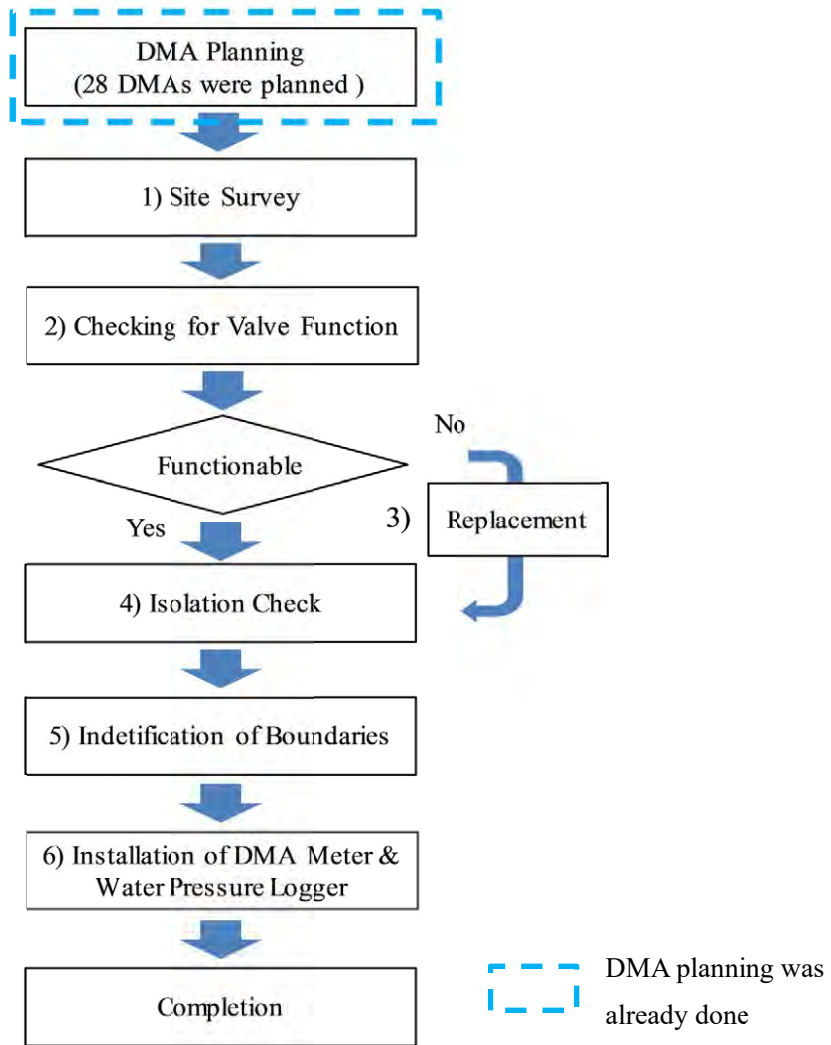 DMA Planning
(28 DMAs were planned )
1) Site Survey
2) Checking for Valve Function
Functionable
No
Yes
3)
Replacement
4) Isolation Check
5) Indetification of Boundaries
6) Installation of DMA Meter &
Water Pressure Logger
Completion
DMA planning was
already done